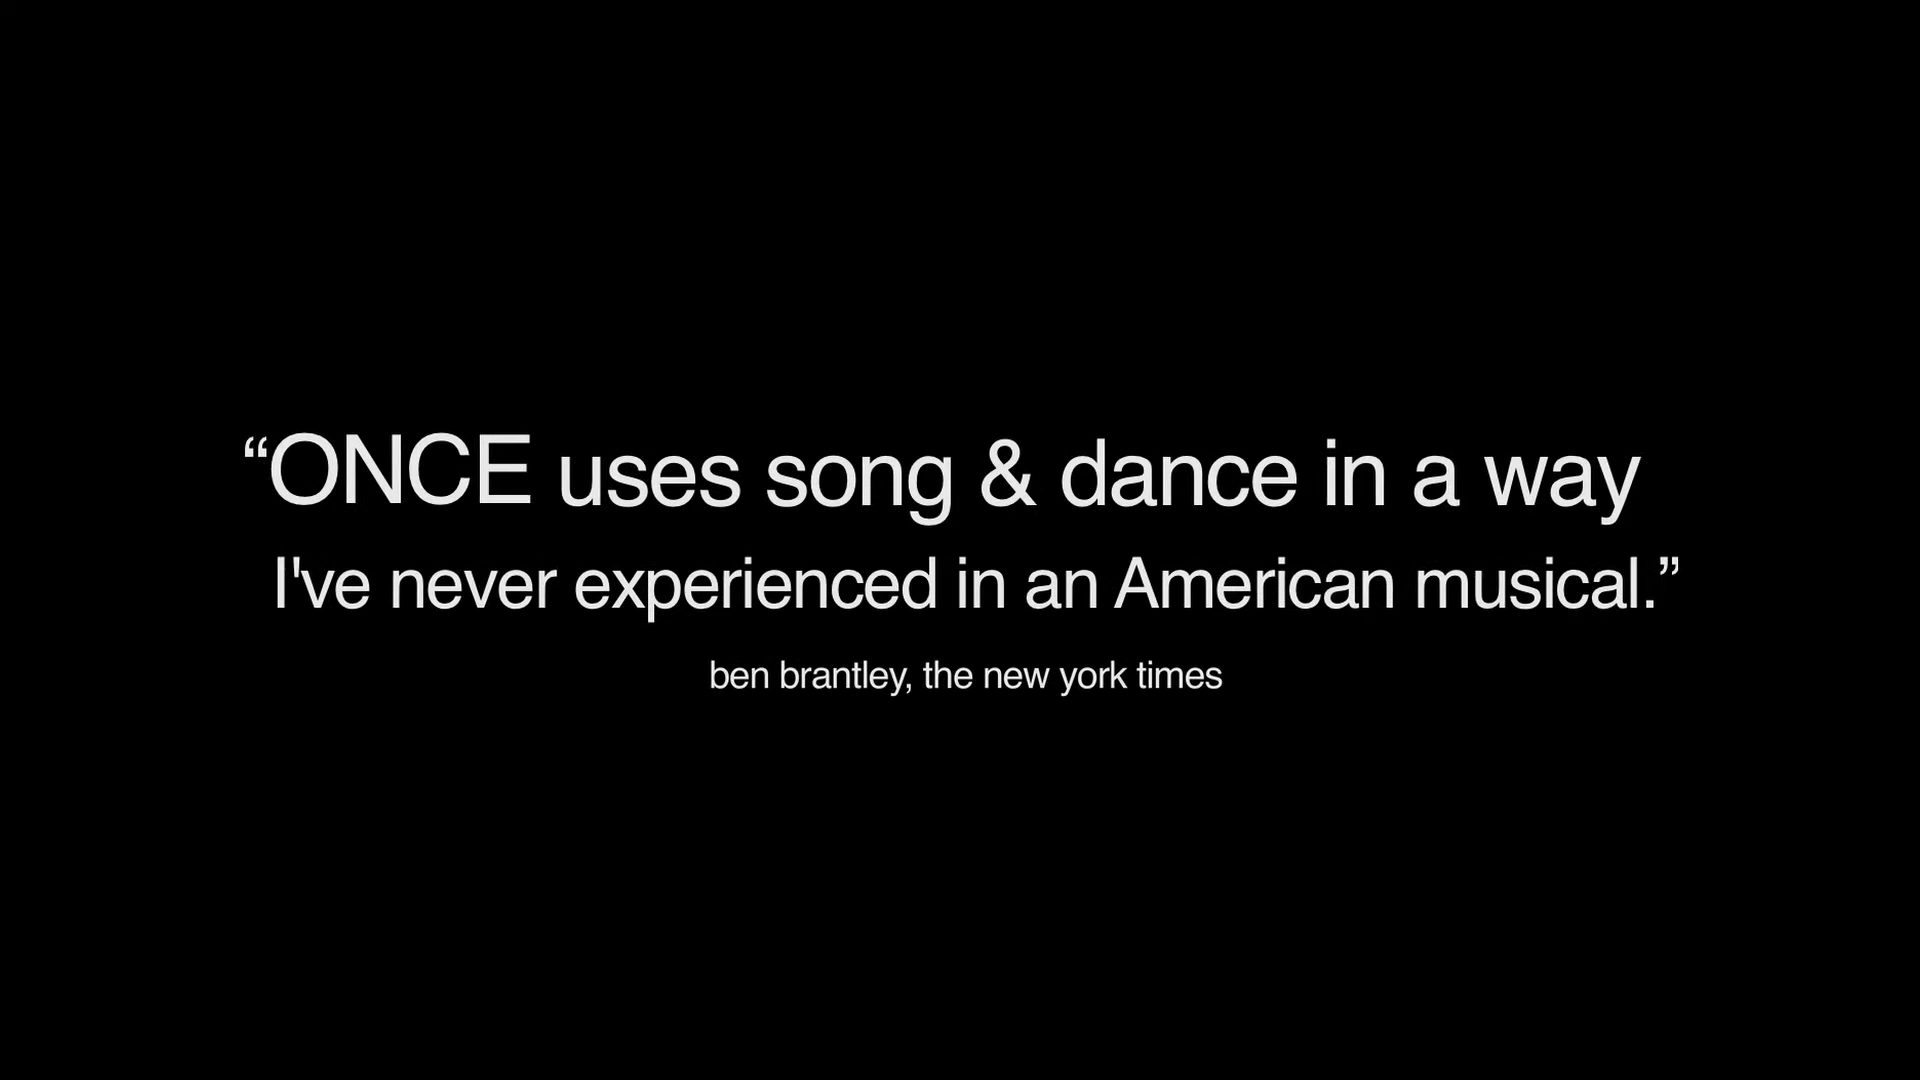 “ONCE uses song & dance in a way
I've never experienced in an American musical.”
ben brantley, the new york times